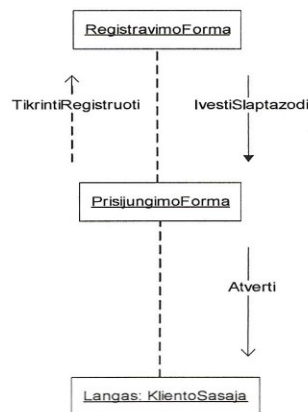 RegistravimoForma
TikrintiRegistruoti
IvestiSlaptazodi
PrisijungimoForma
Atverti
Langas: KlientoSasaja